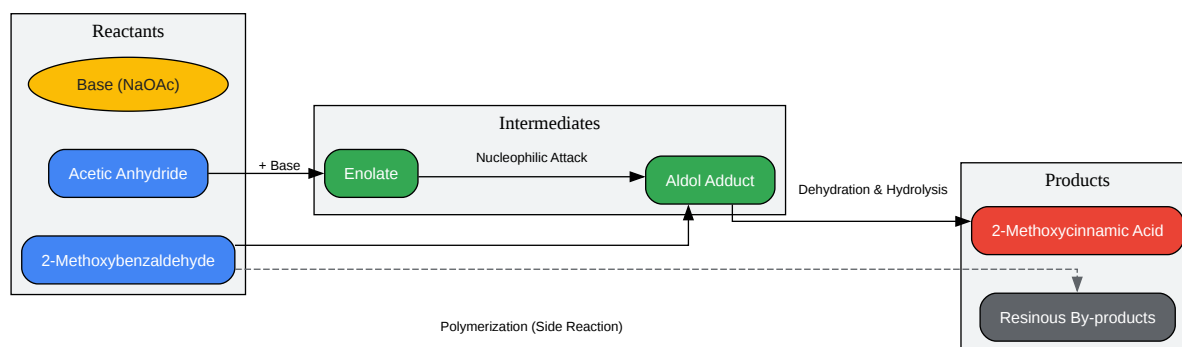 Reactants
Base (NaOAc)
Acetic Anhydride
2-Methoxybenzaldehyde
+ Base
Intermediates
Enolate
Nucleophilic Attack
Aldol Adduct
Dehydration & Hydrolysis
Products
2-Methoxycinnamic Acid
Resinous By-products
Polymerization (Side Reaction)